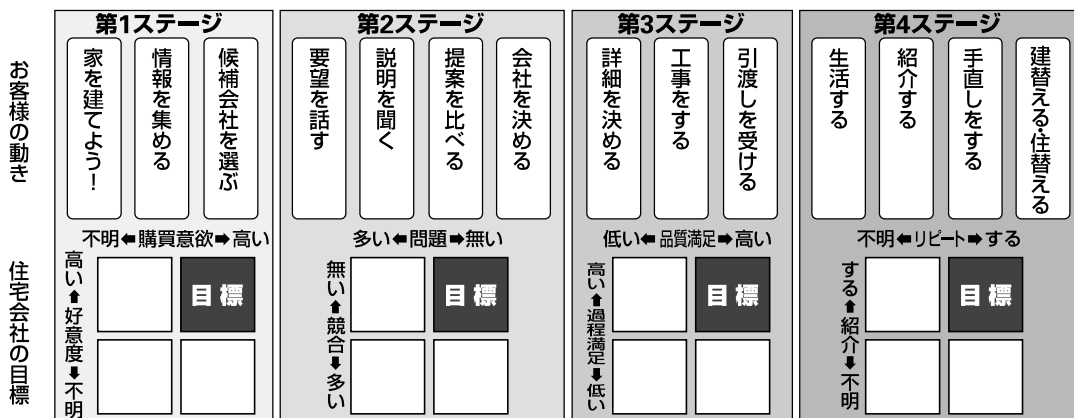 第1ステージ
第2ステージ
第3ステージ
第4ステージ
お客様の動き
家を建てよう!
情報を集める
候補会社を選ぶ
要望を話す
説明を聞く
提案を比べる
会社を決める
詳細を決める
工事をする
引渡しを受ける
生活する
紹介する
手直しをする
建替える・住替える
住宅会社の目標
不明⬅購買意欲➡高い
高い⬆好意度⬇不明
目標
多い⬅問題➡無い
無い⬆競合⬇多い
目標
低い⬅品質満足➡高い
高い⬆過程満足⬇低い
目標
不明⬅リピート➡する
する⬆紹介⬇不明
目標